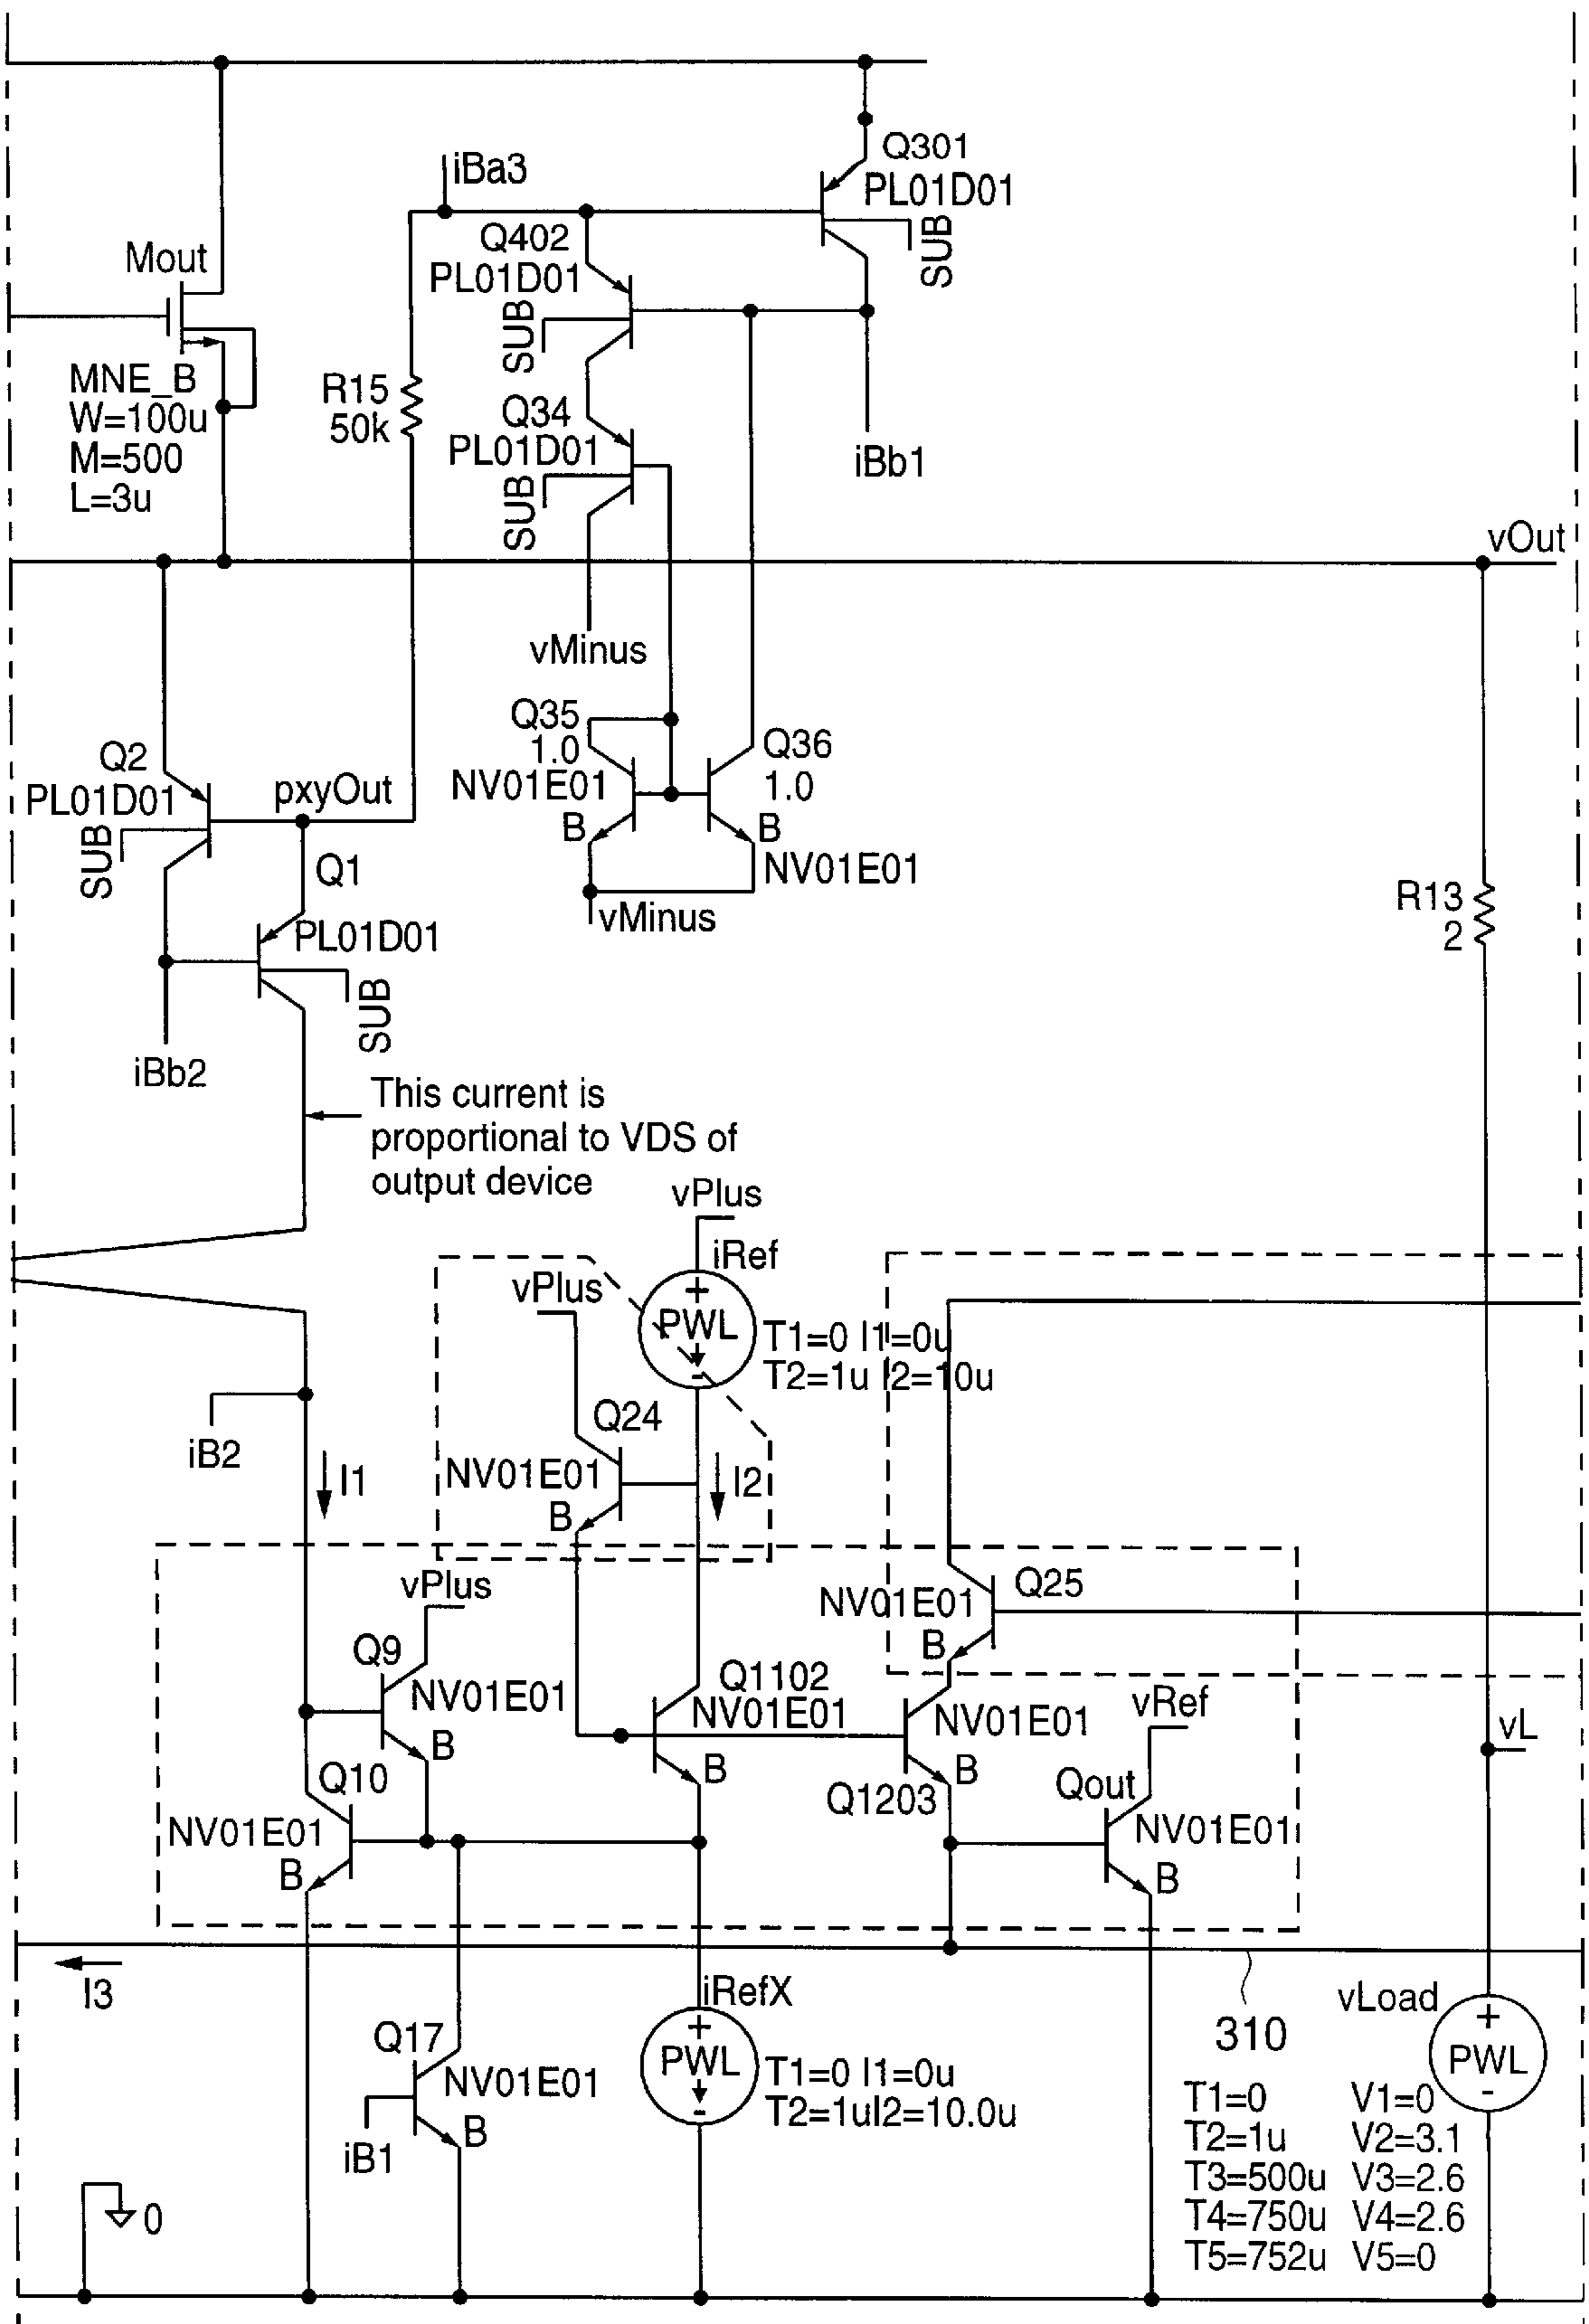 Q301
PL01D01
SUB
iBa3
Q402
PL01D01
SUB
Mout
MNE_B
W=100u
M=500
L=3u
R15
50k
Q34
PL01D01
SUB
iBb1
vOut
vMinus
Q35
1.0
NV01E01
B
Q36
1.0
B
NV01E01
vMinus
Q2
PL01D01
SUB
pxyOut
Q1
PL01D01
SUB
iBb2
R13
2
This current is
proportional to VDS of
output device
vPlus
iRef
+
PWL
-
T1=0 I1=0u
T2=1u I2=10u
vPlus
Q24
NV01E01
B
I2
iB2
I1
vPlus
Q9
NV01E01
B
Q10
NV01E01
B
Q1102
NV01E01
B
Q25
NV01E01
B
NV01E01
B
Q1203
vRef
Qout
NV01E01
B
vL
I3
310
iRefX
+
PWL
-
T1=0 I1=0u
T2=1uI2=10.0u
Q17
NV01E01
B
iB1
0
vLoad
+
PWL
-
T1=0 V1=0
T2=1u V2=3.1
T3=500u V3=2.6
T4=750u V4=2.6
T5=752u V5=0